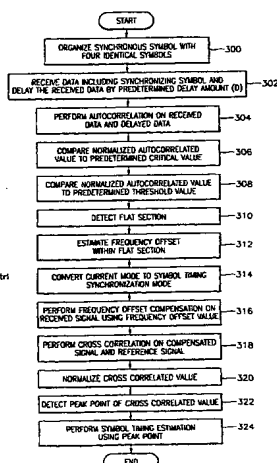 START
ORGANIZE SYNCHRONOUS SYMBOL WITH
FOUR IDENTICAL SYMBOLS
300
RECEIVE DATA INCLUDING SYNCHRONIZING SYMBOL AND
DELAY THE RECEIVED DATA BY PREDETERMINED DELAY AMOUNT (D)
302
PERFORM AUTOCORRELATION ON RECEIVED
DATA AND DELAYED DATA
304
COMPARE NORMALIZED AUTOCORRELATED
VALUE TO PREDETERMINED CRITICAL VALUE
306
COMPARE NORMALIZED AUTOCORRELATED VALUE
TO PREDETERMINED THRESHOLD VALUE
308
DETECT FLAT SECTION
310
ESTIMATE FREQUENCY OFFSET
WITHIN FLAT SECTION
312
CONVERT CURRENT MODE TO SYMBOL TIMING
SYNCHRONIZATION MODE
314
PERFORM FREQUENCY OFFSET COMPENSATION ON
RECEIVED SIGNAL USING FREQUENCY OFFSET VALUE
316
PERFORM CROSS CORRELATION ON COMPENSATED
SIGNAL AND REFERENCE SIGNAL
318
NORMALIZE CROSS CORRELATED VALUE
320
DETECT PEAK POINT OF CROSS CORRELATED VALUE
322
PERFORM SYMBOL TIMING ESTIMATION
USING PEAK POINT
324
END